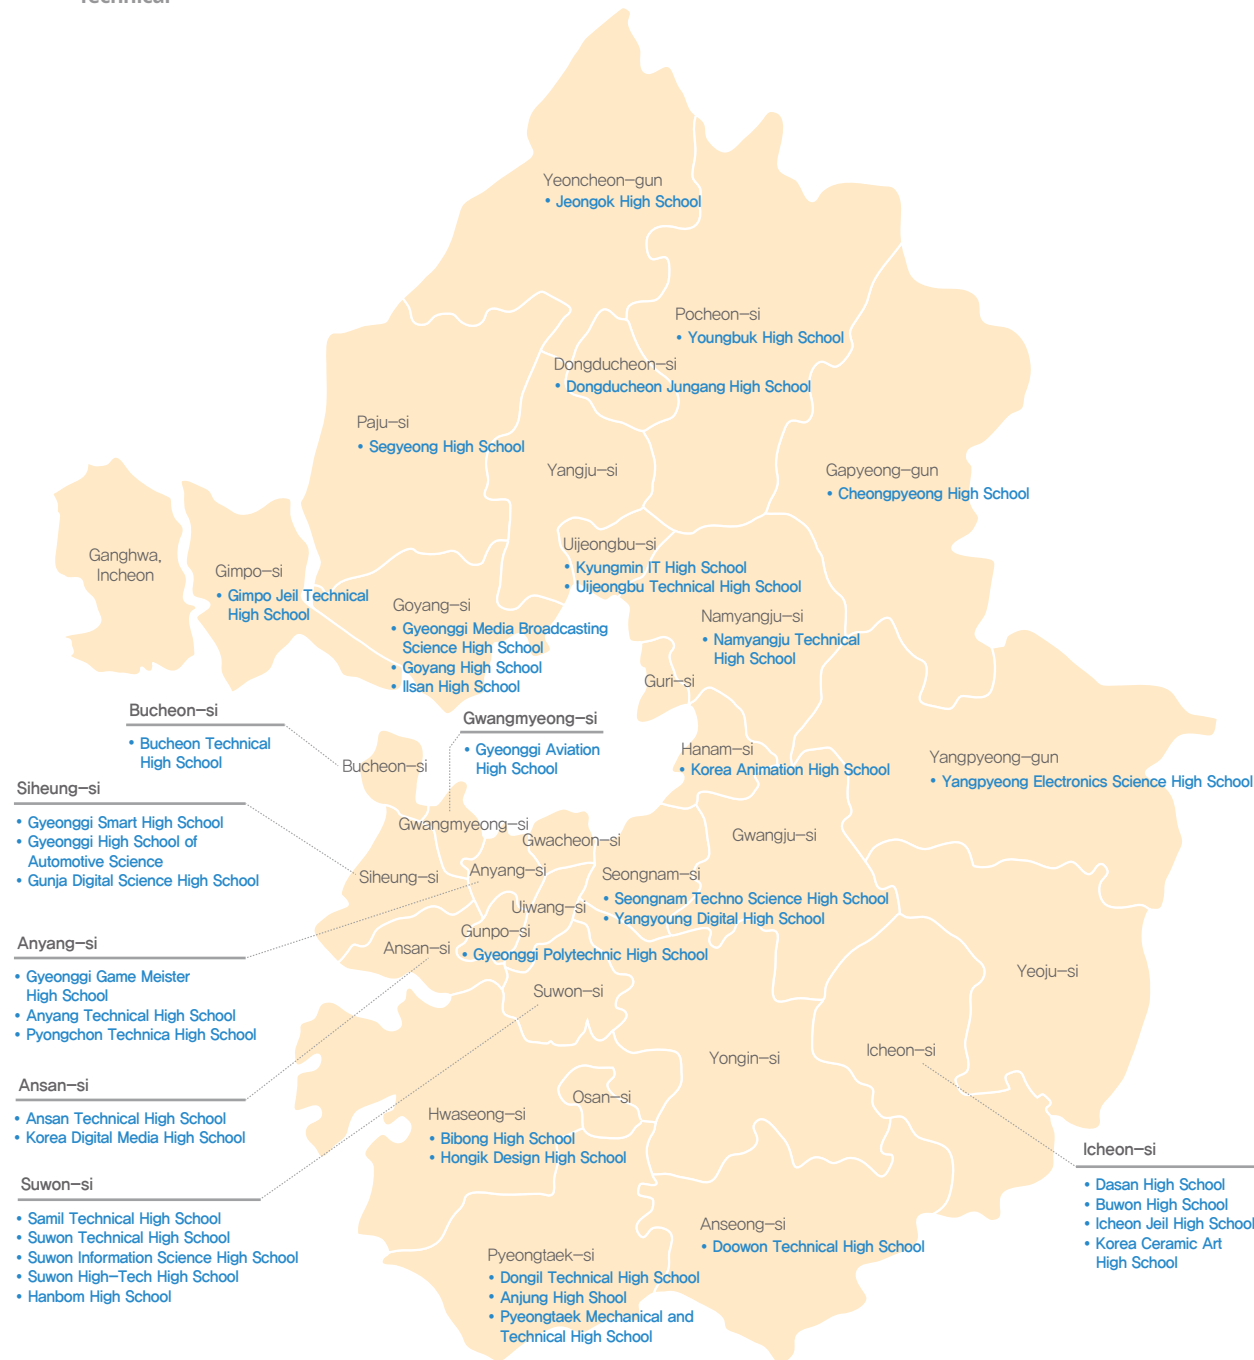 Technical
Yeoncheon-gun
• Jeongok High School
Pocheon-si
• Youngbuk High School
Dongducheon-si
• Dongducheon Jungang High School
Paju-si
• Segyeong High School
Yangju-si
Gapyeong-gun
• Cheongpyeong High School
Ganghwa,
Incheon
Gimpo-si
• Gimpo Jeil Technical
High School
Uijeongbu-si
• Kyungmin IT High School
• Uijeongbu Technical High School
Goyang-si
• Gyeonggi Media Broadcasting
Science High School
• Goyang High School
• Ilsan High School
Namyangju-si
• Namyangju Technical
High School
Guri-si
Bucheon-si
• Bucheon Technical
High School
Bucheon-si
Gwangmyeong-si
• Gyeonggi Aviation
High School
Hanam-si
• Korea Animation High School
Yangpyeong-gun
• Yangpyeong Electronics Science High School
Siheung-si
• Gyeonggi Smart High School
• Gyeonggi High School of
Automotive Science
• Gunja Digital Science High School
Gwangmyeong-si
Gwacheon-si
Gwangju-si
Siheung-si
Anyang-si
Seongnam-si
• Seongnam Techno Science High School
• Yangyoung Digital High School
Uiwang-si
Gunpo-si
• Gyeonggi Polytechnic High School
Ansan-si
Anyang-si
• Gyeonggi Game Meister
High School
• Anyang Technical High School
• Pyongchon Technica High School
Suwon-si
Yeoju-si
Yongin-si
Icheon-si
Ansan-si
• Ansan Technical High School
• Korea Digital Media High School
Osan-si
Hwaseong-si
• Bibong High School
• Hongik Design High School
Suwon-si
• Samil Technical High School
• Suwon Technical High School
• Suwon Information Science High School
• Suwon High-Tech High School
• Hanbom High School
Icheon-si
• Dasan High School
• Buwon High School
• Icheon Jeil High School
• Korea Ceramic Art
High School
Anseong-si
• Doowon Technical High School
Pyeongtaek-si
• Dongil Technical High School
• Anjung High Shool
• Pyeongtaek Mechanical and
Technical High School